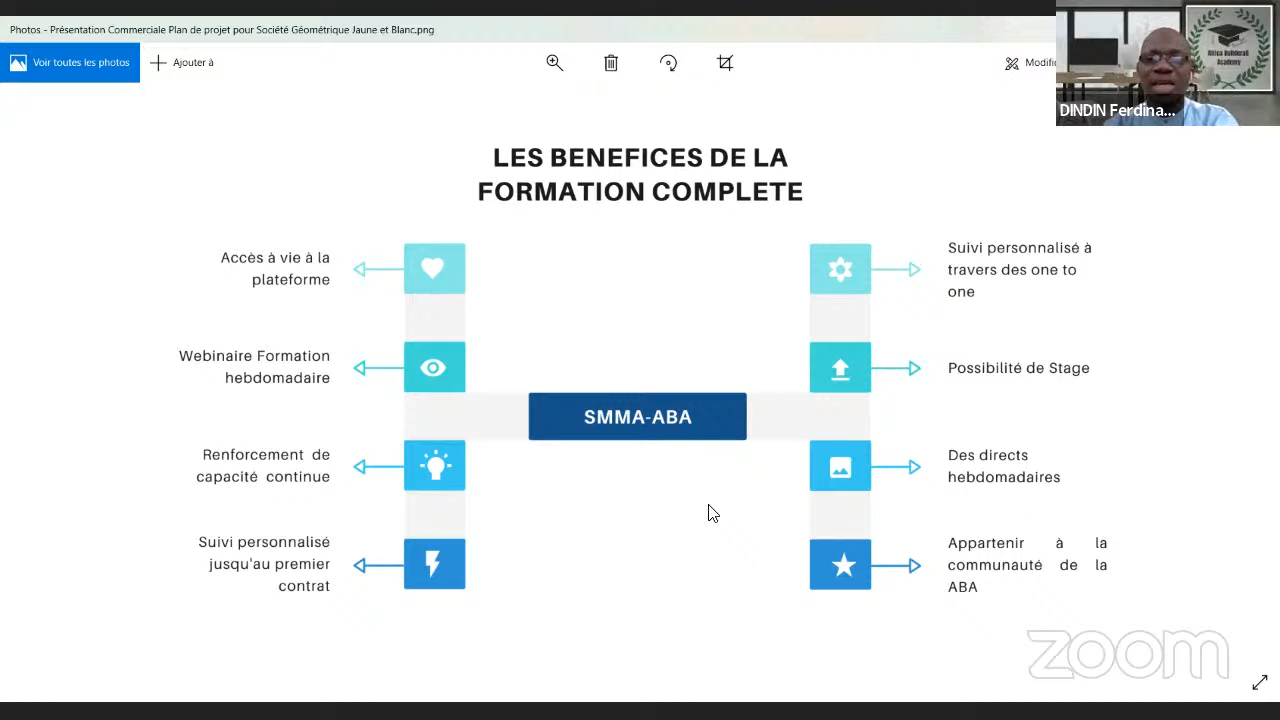 Photos - Présentation Commerciale Plan de projet pour Société Géométrique Jaune et Blanc.png
Voir toutes les photos
Ajouter à
Modifi
Africa Builderall
Academy
DINDIN Ferdina...
LES BENEFICES DE LA
FORMATION COMPLETE
Accès à vie à la
plateforme
Webinaire Formation
hebdomadaire
Renforcement de
capacité continue
Suivi personnalisé
jusqu'au premier
contrat
SMMA-ABA
Suivi personnalisé à
travers des one to
one
Possibilité de Stage
Des directs
hebdomadaires
Appartenir à la
communauté de la
ABA
zoom